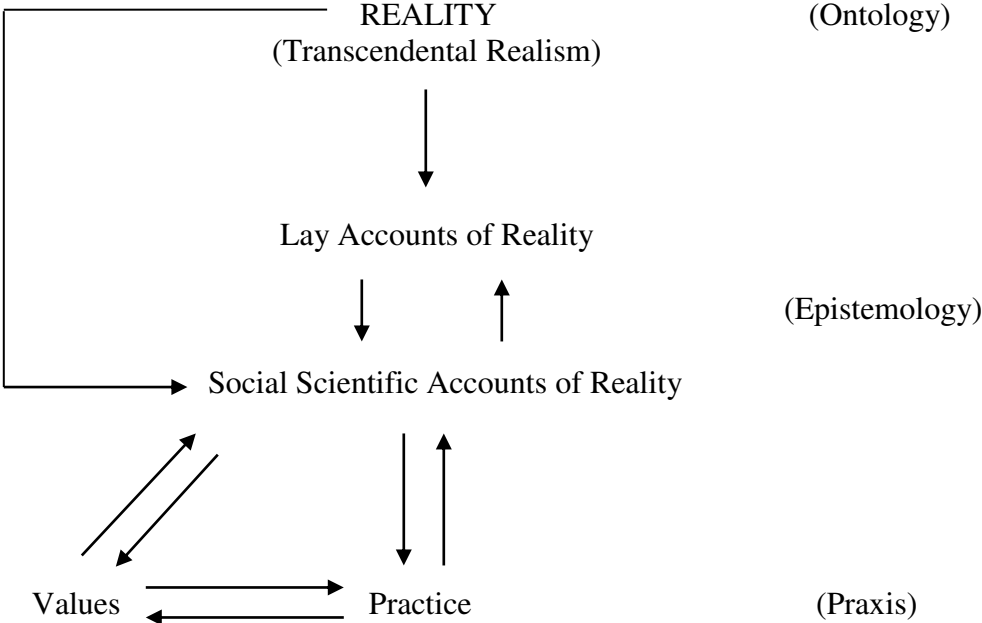 REALITY (Ontology)
(Transcendental Realism)
Lay Accounts of Reality
(Epistemology)
Social Scientific Accounts of Reality
Values Practice (Praxis)